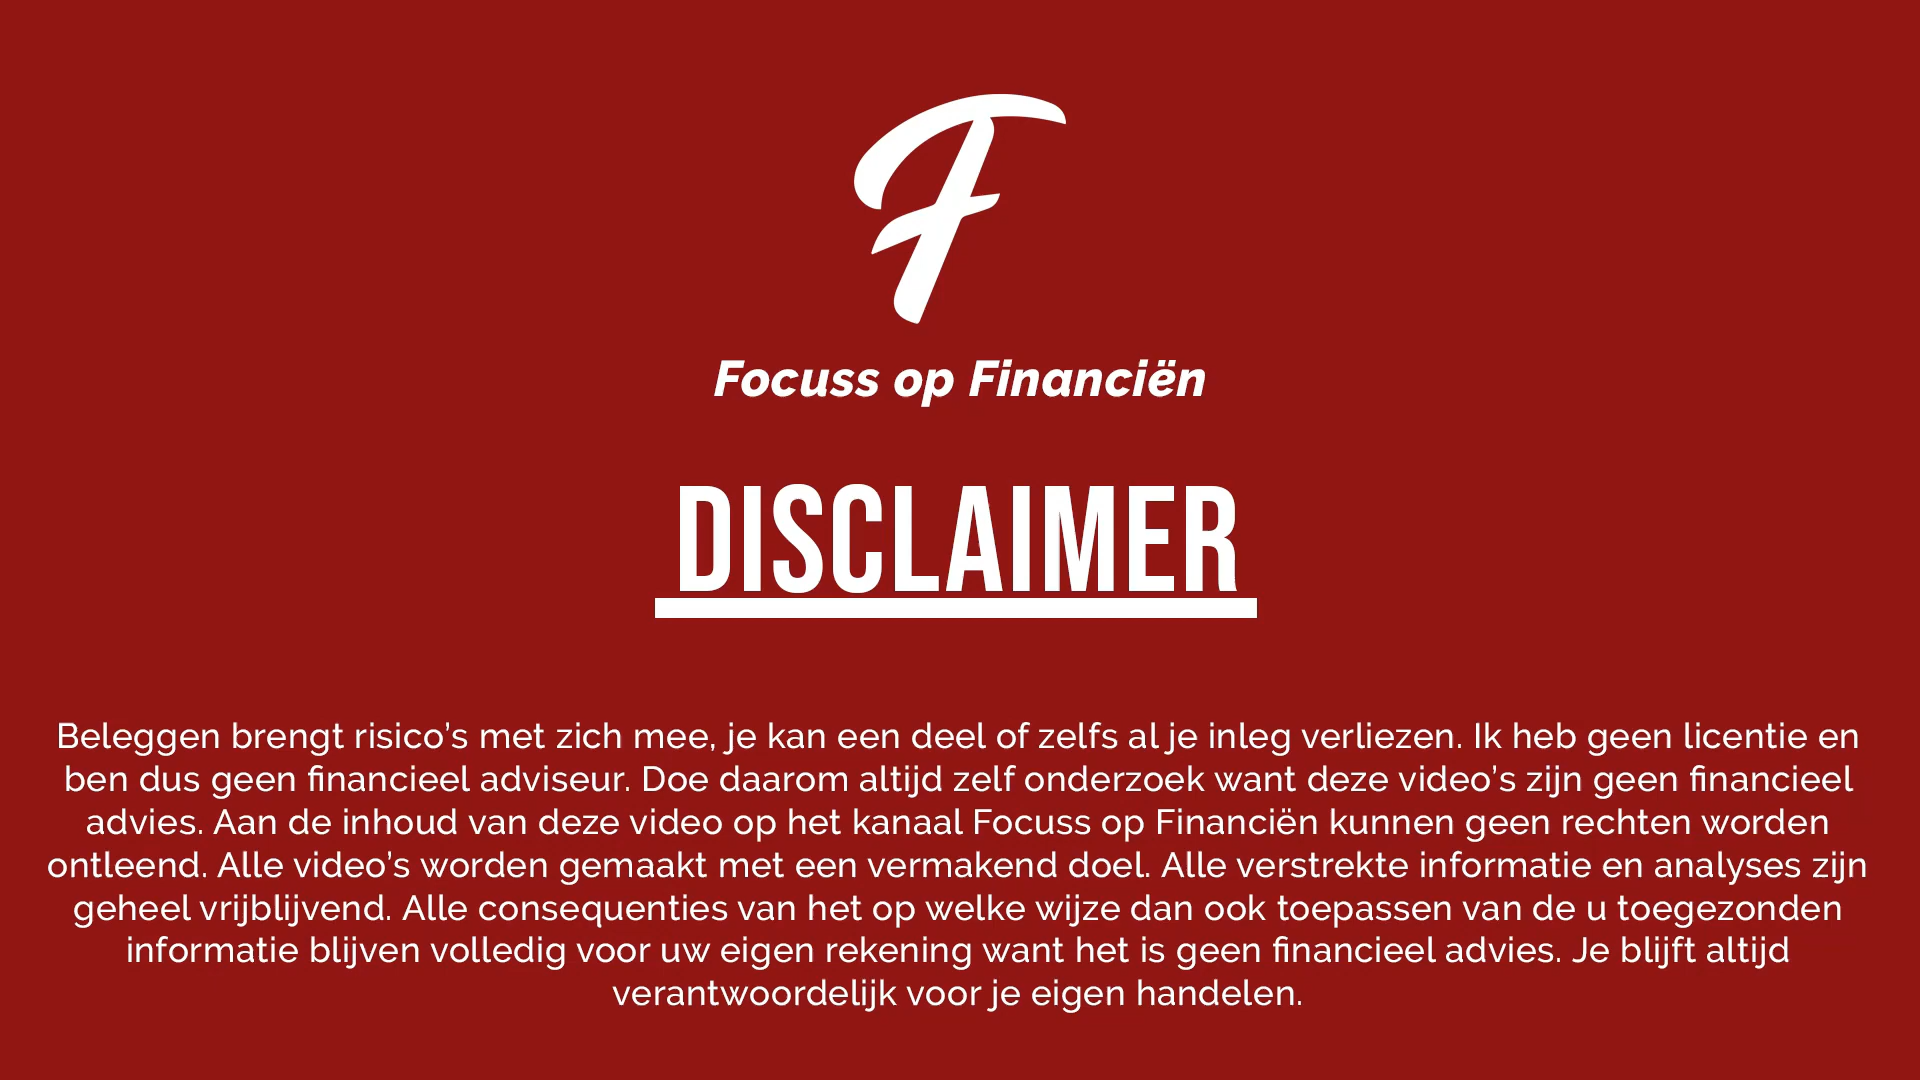 F
Focuss op Financiën
DISCLAIMER
Beleggen brengt risico’s met zich mee, je kan een deel of zelfs al je inleg verliezen. Ik heb geen licentie en
ben dus geen financieel adviseur. Doe daarom altijd zelf onderzoek want deze video’s zijn geen financieel
advies. Aan de inhoud van deze video op het kanaal Focuss op Financiën kunnen geen rechten worden
ontleend. Alle video’s worden gemaakt met een vermakend doel. Alle verstrekte informatie en analyses zijn
geheel vrijblijvend. Alle consequenties van het op welke wijze dan ook toepassen van de u toegezonden
informatie blijven volledig voor uw eigen rekening want het is geen financieel advies. Je blijft altijd
verantwoordelijk voor je eigen handelen.